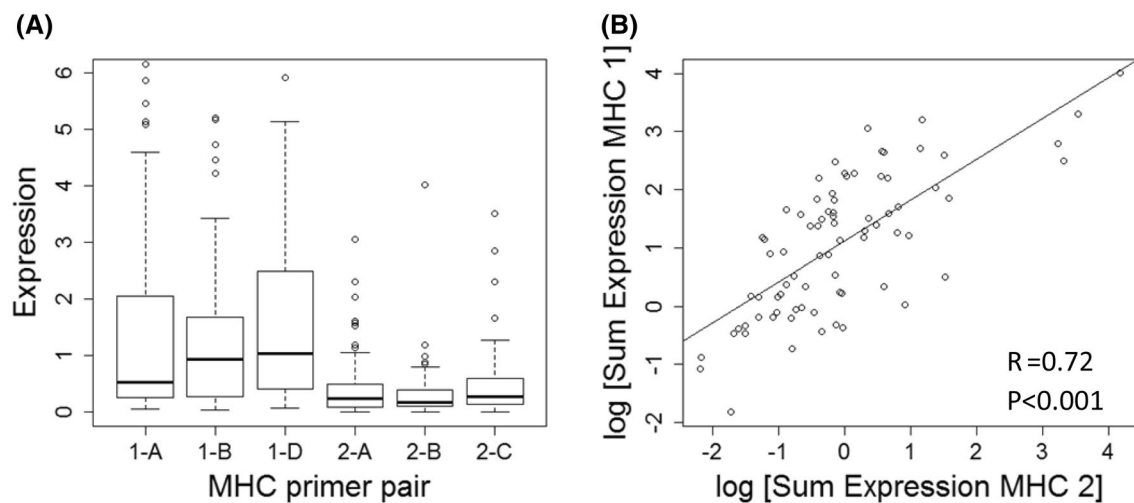 (A)
Expression
6
5
4
3
2
1
0
1-A 1-B 1-D 2-A 2-B 2-C
MHC primer pair
(B)
log [Sum Expression MHC 1]
4
3
2
1
0
-1
-2
R =0.72
P<0.001
-2 -1 0 1 2 3 4
log [Sum Expression MHC 2]